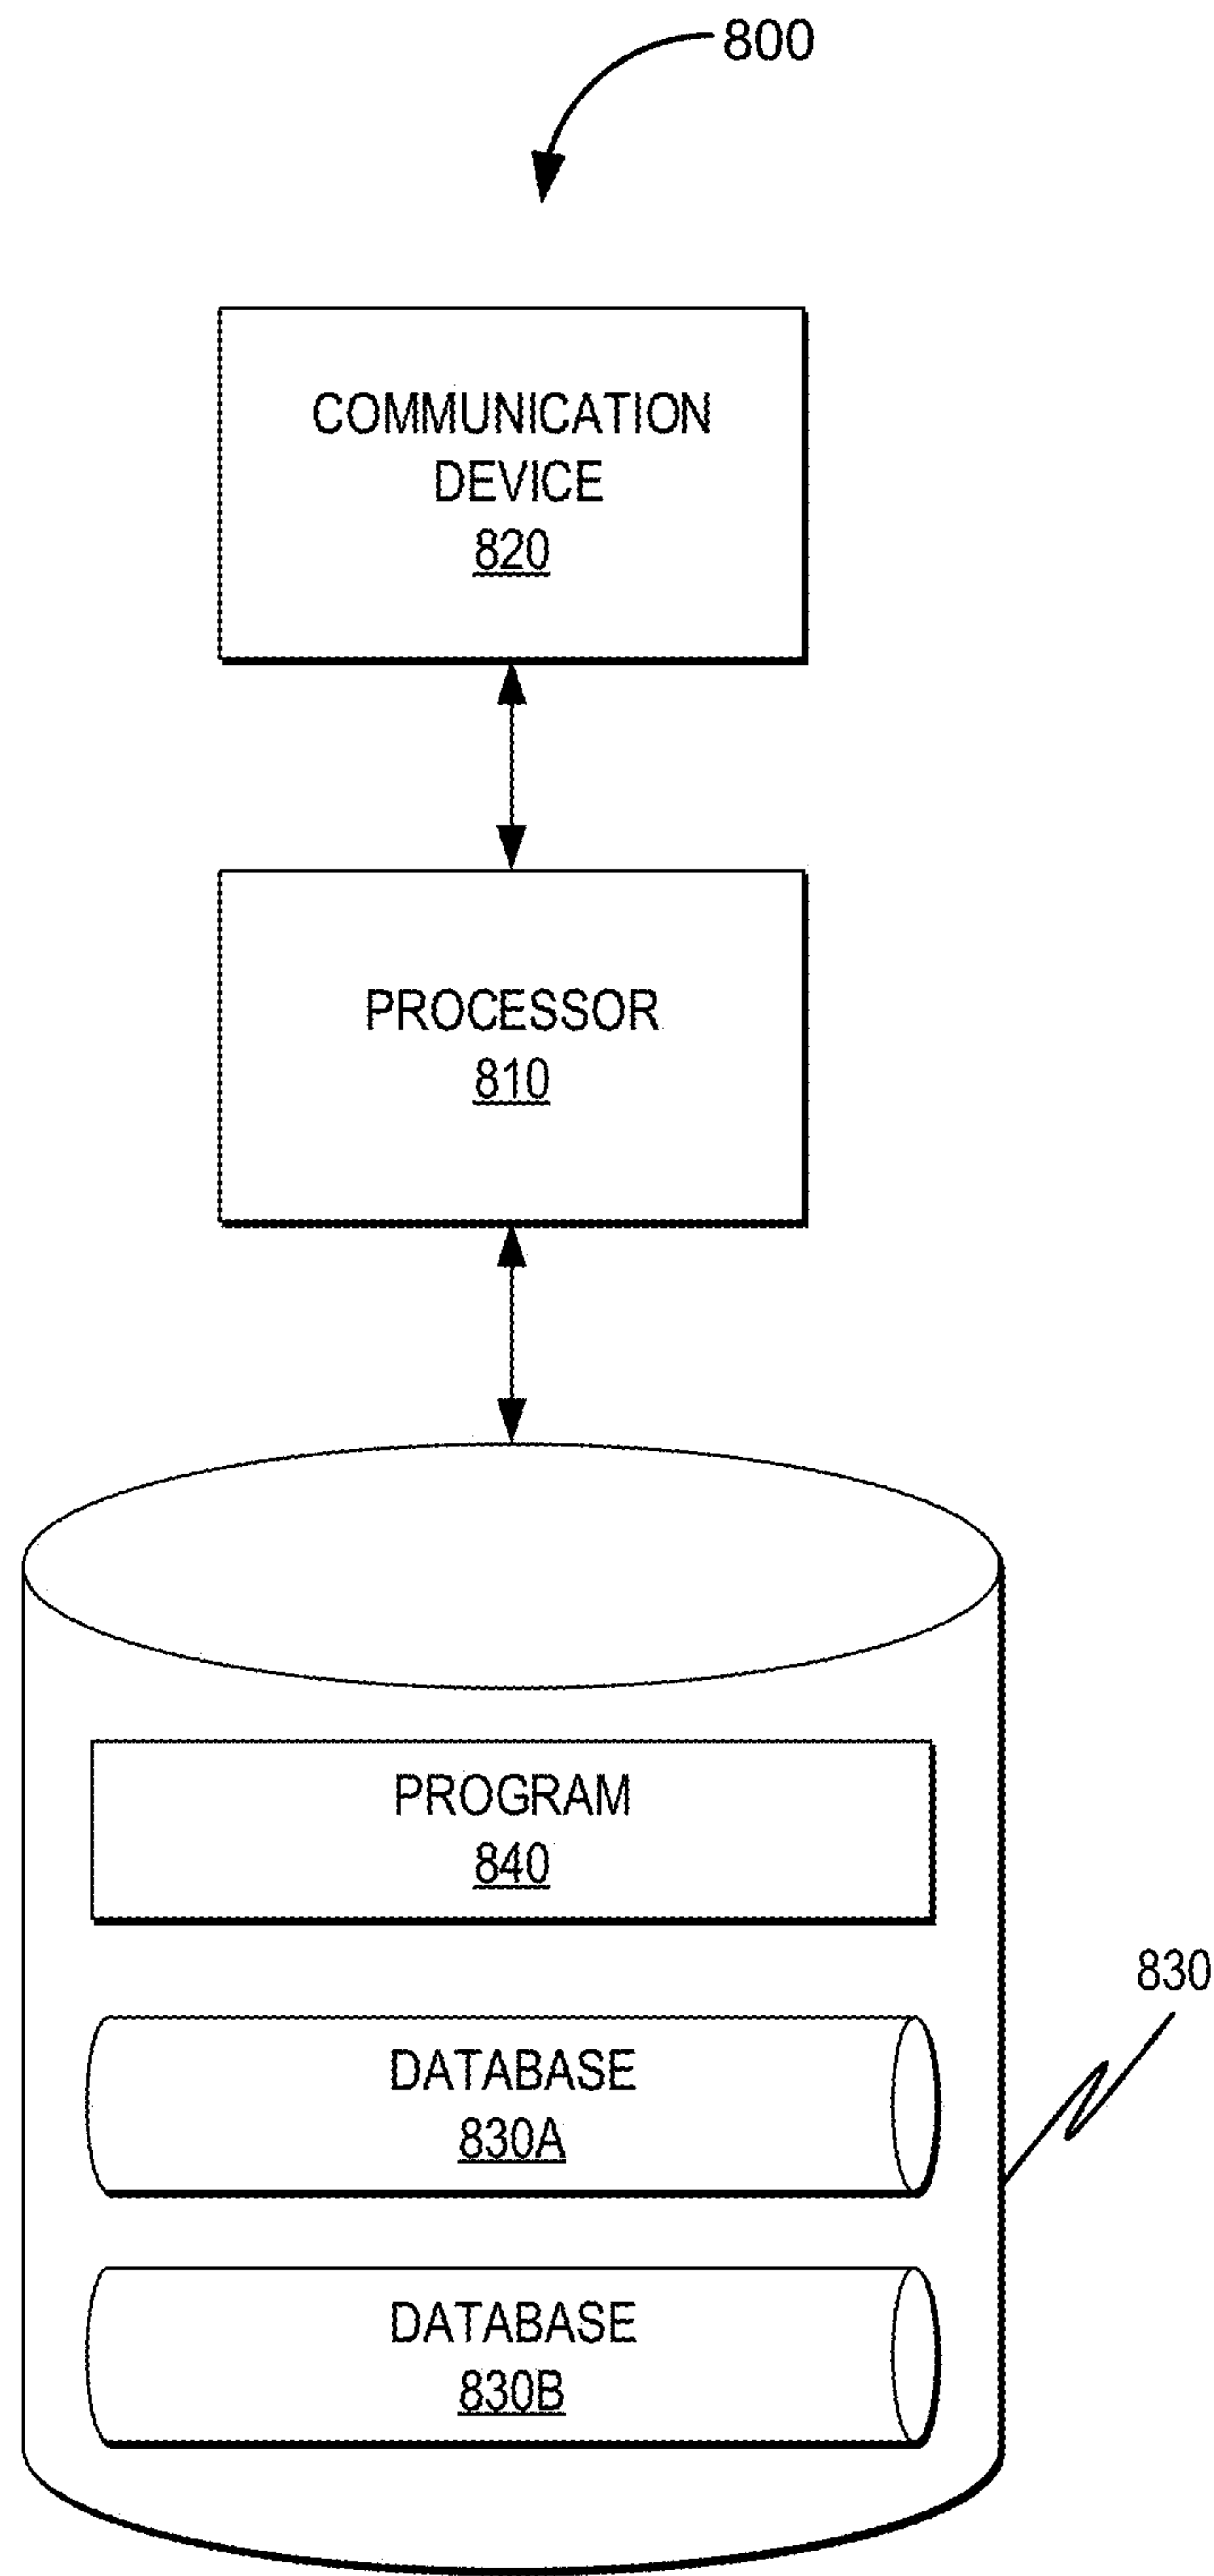 800
COMMUNICATION
DEVICE
820
PROCESSOR
810
PROGRAM
840
830
DATABASE
830A
DATABASE
830B